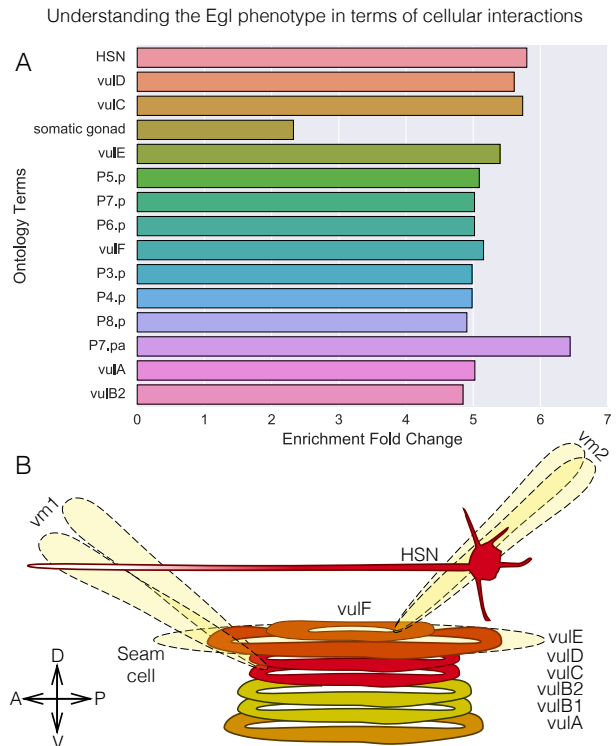 Understanding the Egl phenotype in terms of cellular interactions
A
Ontology Terms
HSN
vulD
vulC
somatic gonad
vulE
P5.p
P7.p
P6.p
vulF
P3.p
P4.p
P8.p
P7.pa
vulA
vulB2
0 1 2 3 4 5 6 7
Enrichment Fold Change
B
vm1
vm2
HSN
vulF
Seam
cell
vulE
vulD
vulC
vulB2
vulB1
vulA
D
A P
V